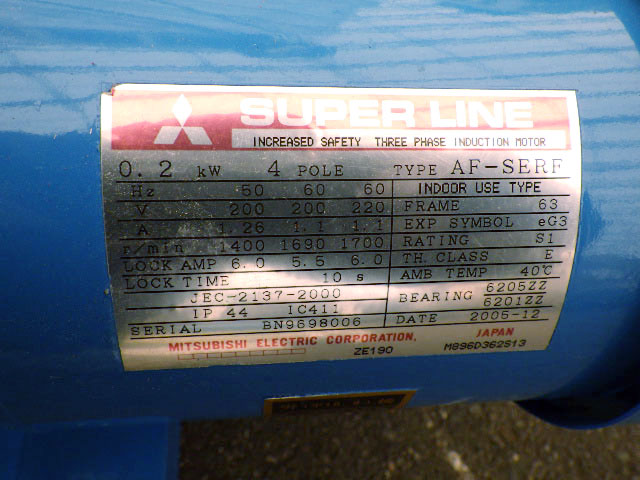 SUPER LINE
INCREASED SAFETY THREE PHASE INDUCTION MOTOR
0.2 kW 4 POLE TYPE AF-SERF
Hz 50 60 60 INDOOR USE TYPE
V 200 200 220 FRAME 63
A 1.26 1.1 1.1 EXP SYMBOL eG3
r/min 1400 1690 1700 RATING S1
LOCK AMP 6.0 5.5 6.0 TH.CLASS E
LOCK TIME 10 s AMB TEMP 40℃
JEC-2137-2000 BEARING 6205ZZ
IP 44 IC411 6201ZZ
SERIAL BN9698006 DATE 2005-12
MITSUBISHI ELECTRIC CORPORATION, JAPAN
ZE190 M896D362S13